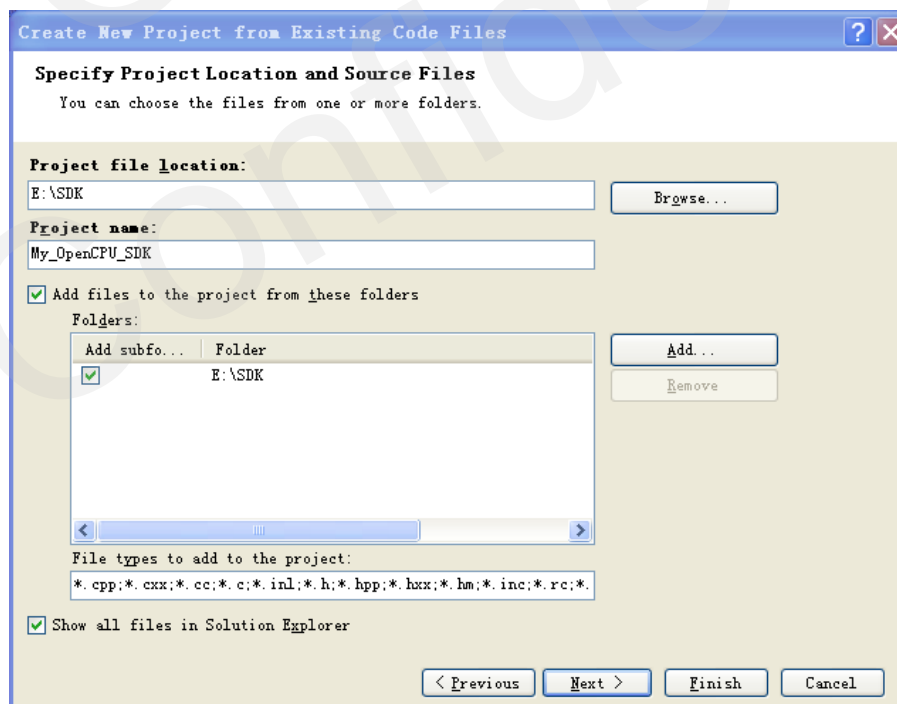 Create New Project from Existing Code Files
Specify Project Location and Source Files
You can choose the files from one or more folders.
Project file location:
E:\SDK
Browse...
Project name:
My_OpenCPU_SDK
Add files to the project from these folders
Folders:
Add subfo... Folder
Add...
E:\SDK
Remove
File types to add to the project:
*.cpp;*.cxx;*.cc;*.c;*.inl;*.h;*.hpp;*.hxx;*.hm;*.inc;*.rc;*.
Show all files in Solution Explorer
< Previous Next > Finish Cancel